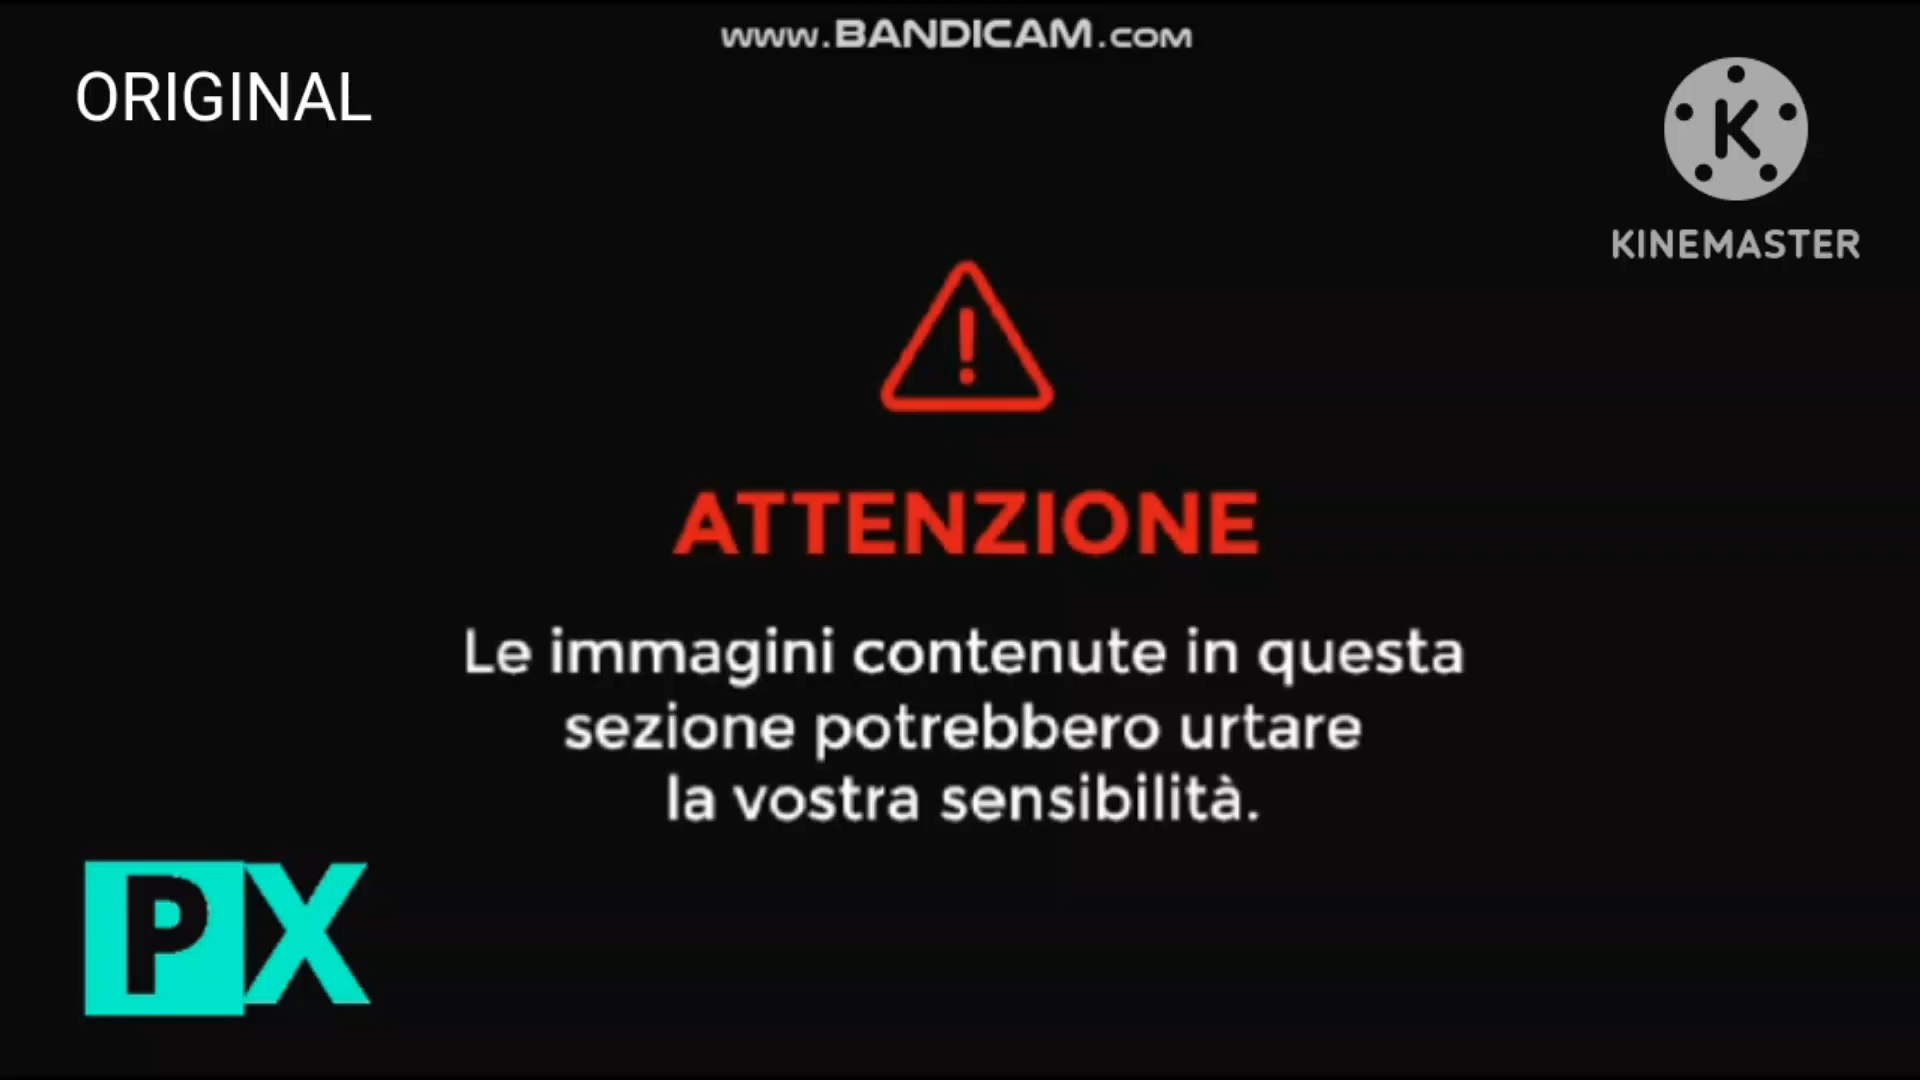 www.BANDICAM.com
ORIGINAL
K
KINEMASTER
ATTENZIONE
Le immagini contenute in questa
sezione potrebbero urtare
la vostra sensibilità.
PX